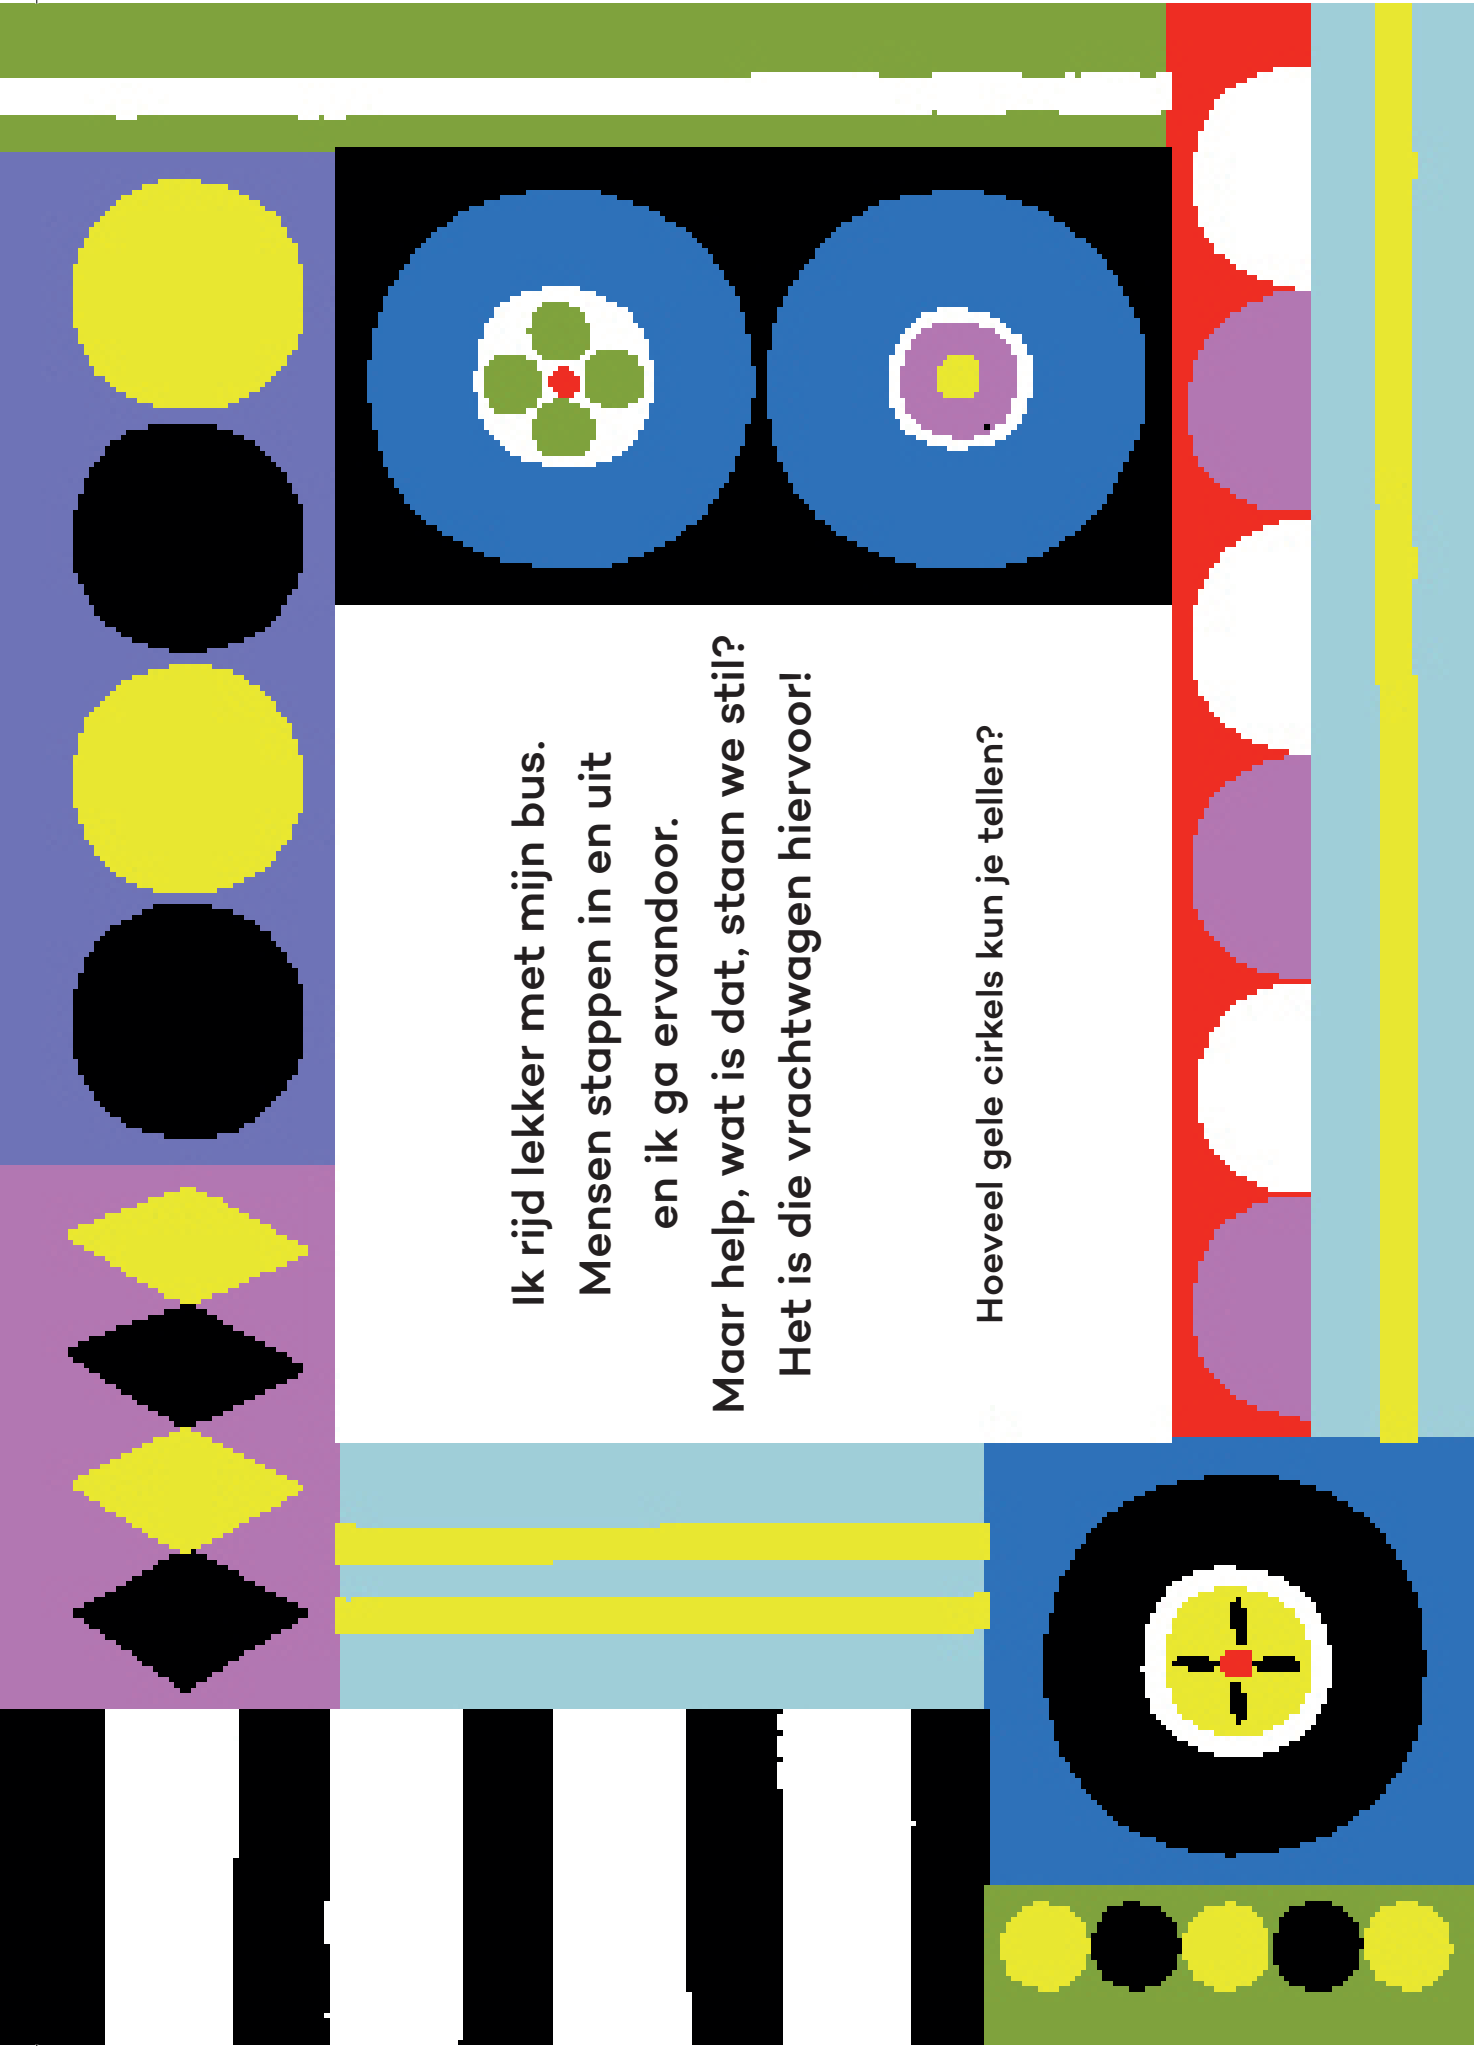 Ik rijd lekker met mijn bus.
Mensen stappen in en uit
en ik ga ervandoor.
Maar help, wat is dat, staan we stil?
Het is die vrachtwagen hiervoor!
Hoeveel gele cirkels kun je tellen?